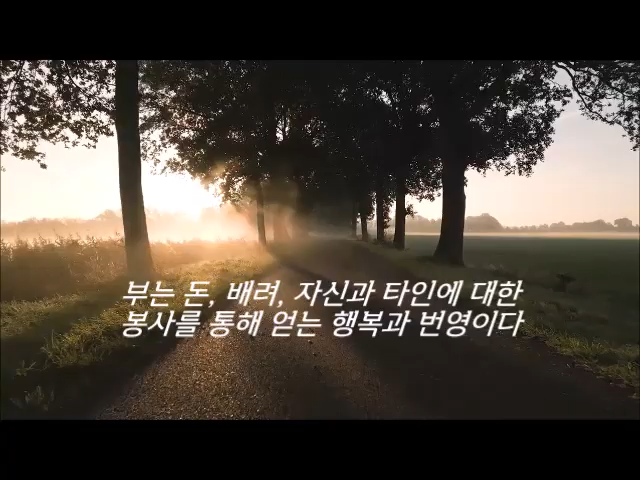 부는 돈, 배려, 자신과 타인에 대한
봉사를 통해 얻는 행복과 번영이다